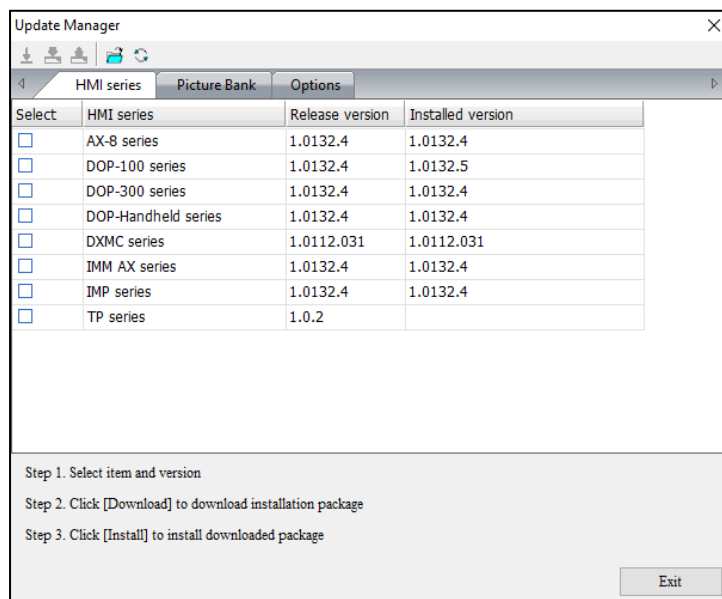 Update Manager
HMI series Picture Bank Options
Select HMI series Release version Installed version
AX-8 series 1.0132.4 1.0132.4
DOP-100 series 1.0132.4 1.0132.5
DOP-300 series 1.0132.4 1.0132.4
DOP-Handheld series 1.0132.4 1.0132.4
DXMC series 1.0112.031 1.0112.031
IMM AX series 1.0132.4 1.0132.4
IMP series 1.0132.4 1.0132.4
TP series 1.0.2
Step 1. Select item and version
Step 2. Click [Download] to download installation package
Step 3. Click [Install] to install downloaded package
Exit